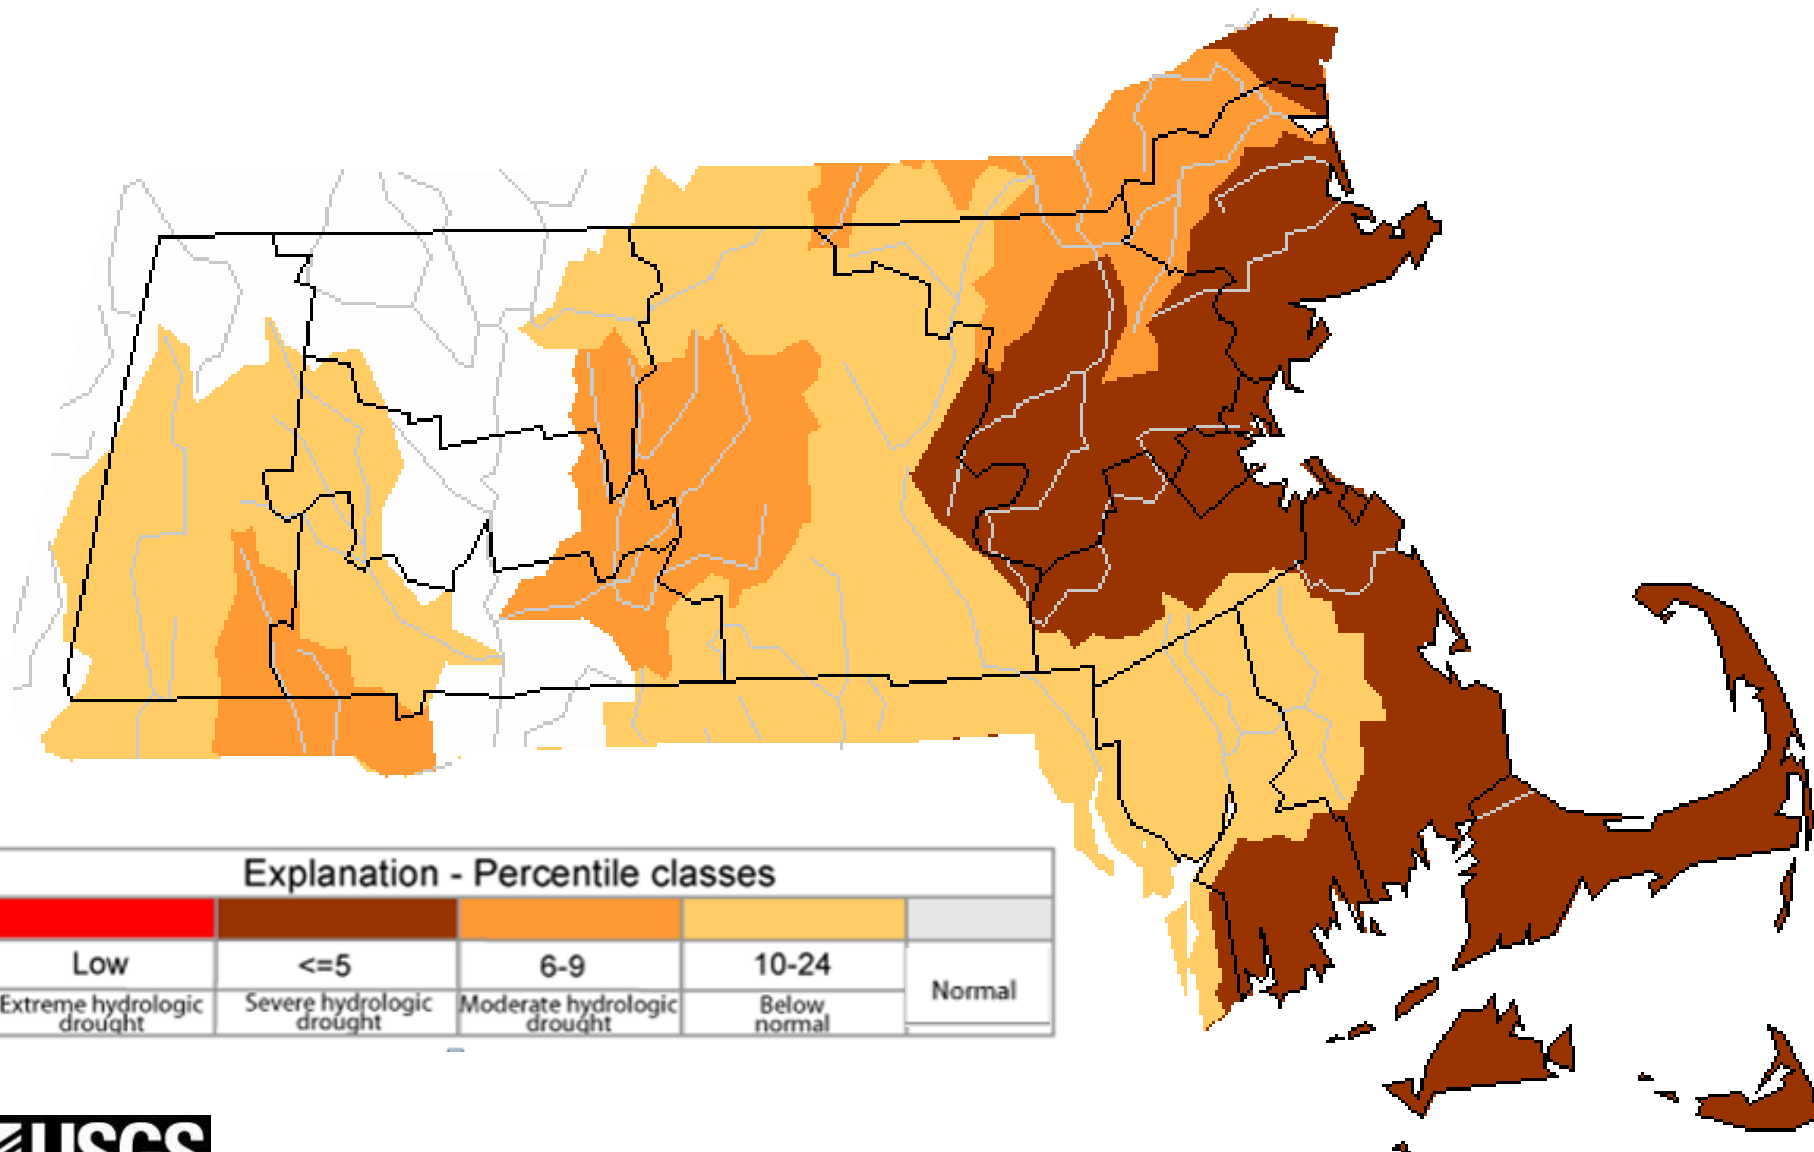 Explanation - Percentile classes
Low <=5 6-9 10-24 Normal
Extreme hydrologic drought
Severe hydrologic drought
Moderate hydrologic drought
Below normal
USGS